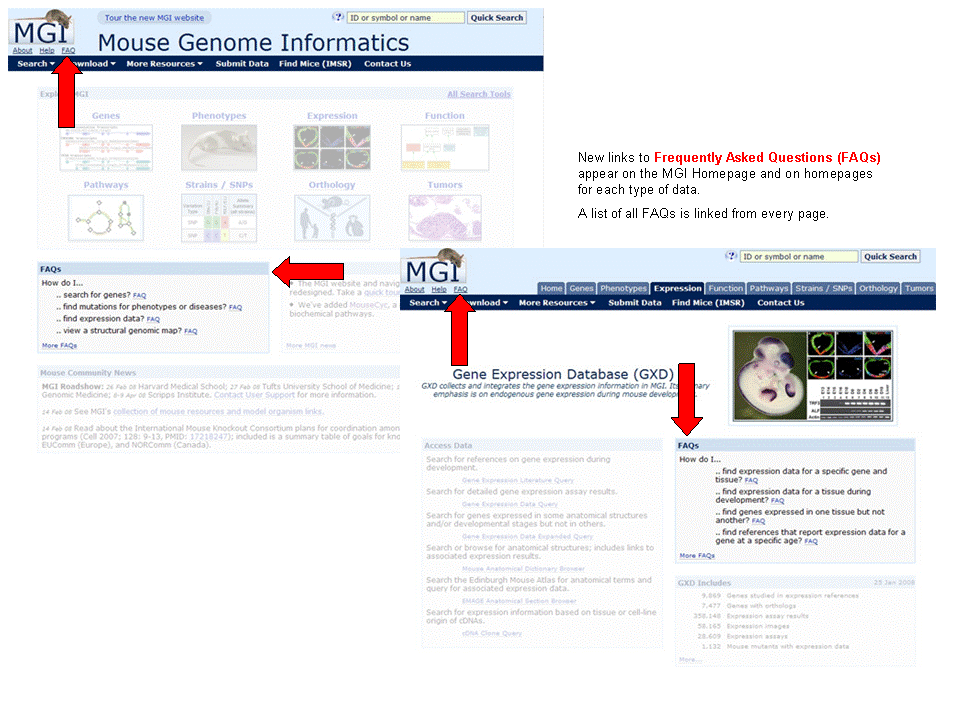 Tour the new MGI website
ID or symbol or name
Quick Search
MGI
About Help FAQ
Mouse Genome Informatics
Search Download More Resources Submit Data Find Mice (IMSR) Contact Us
MGI
All Search Tools
Genes Phenotypes Expression Function
Pathways Strains / SNPs Orthology Tumors
FAQs
How do I...
.. search for genes? FAQ
.. find mutations for phenotypes or diseases? FAQ
.. find expression data? FAQ
.. view a structural genomic map? FAQ
More FAQs
The MGI website and
redesigned. Take a quick
We've added MouseCyc, a
biochemical pathways.
More MGI news
Mouse Community News
MGI Roadshow: 26 Feb 08 Harvard Medical School; 27 Feb 08 Tufts University School of Medicine;
Genomic Medicine; 8-9 Apr 08 Scripps Institute. Contact User Support for more information.
14 Feb 08 See MGI's collection of mouse resources and model organism links.
14 Feb 08 Read about the International Mouse Knockout Consortium plans for coordination among
programs (Cell 2007; 128: 9-13, PMID: 17218247); included is a summary table of goals for
EUComm (Europe), and NORComm (Canada).
New links to Frequently Asked Questions (FAQs)
appear on the MGI Homepage and on homepages
for each type of data.
A list of all FAQs is linked from every page.
ID or symbol or name
Quick Search
MGI
About Help FAQ
Home Genes Phenotypes Expression Function Pathways Strains / SNPs Orthology Tumors
Search Download More Resources Submit Data Find Mice (IMSR) Contact Us
Gene Expression Database (GXD)
GXD collects and integrates the gene expression information in MGI. Its primary
emphasis is on endogenous gene expression during mouse
Access Data
Search for references on gene expression during
development.
Gene Expression Literature Query
Search for detailed gene expression assay results.
Gene Expression Data Query
Search for genes expressed in some anatomical structures
and/or developmental stages but not in others.
Gene Expression Data Expanded Query
Search or browse for anatomical structures; includes links to
associated expression results.
Mouse Anatomical Dictionary Browser
Search the Edinburgh Mouse Atlas for anatomical terms and
query for associated expression data.
EMAGE Anatomical Section Browser
Search for expression information based on tissue or cell-line
origin of cDNAs.
cDNA Clone Query
FAQs
How do I...
.. find expression data for a specific gene and
tissue? FAQ
.. find expression data for a tissue during
development? FAQ
.. find genes expressed in one tissue but not
another? FAQ
.. find references that report expression data for a
gene at a specific age? FAQ
More FAQs
GXD Includes 25 Jan 2008
Genes studied in expression references
7,477 Genes with orthologs
358,148 Expression assay results
58,165 Expression images
28,609 Expression assays
1,132 Mouse mutants with expression data
More...